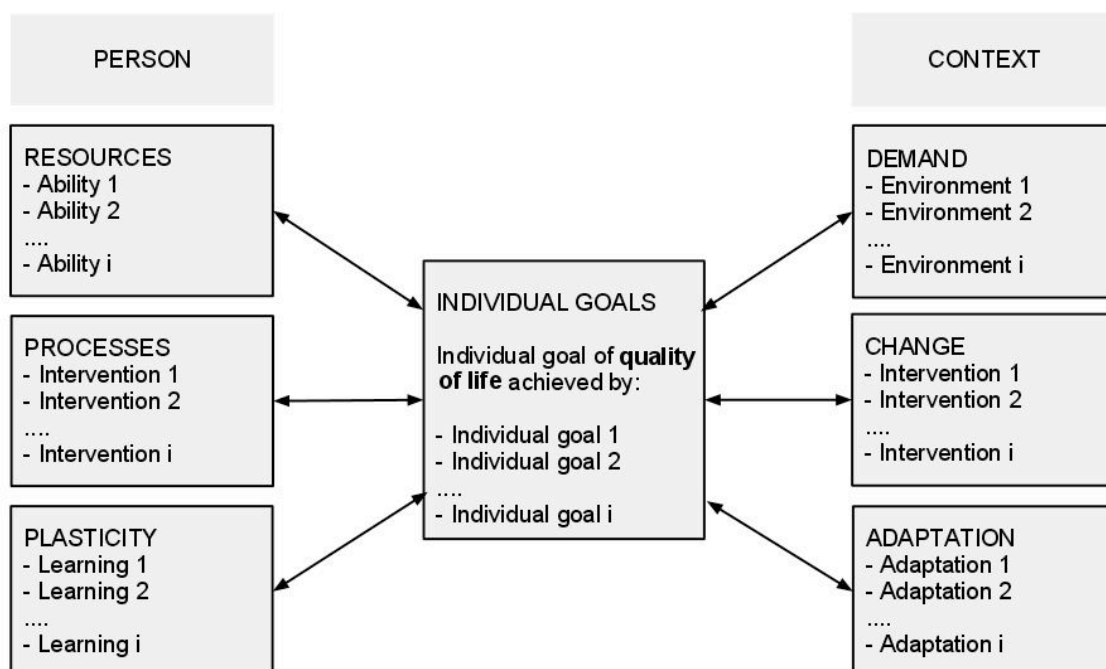 PERSON
RESOURCES
- Ability 1
- Ability 2
....
- Ability i
PROCESSES
- Intervention 1
- Intervention 2
....
- Intervention i
PLASTICITY
- Learning 1
- Learning 2
....
- Learning i
INDIVIDUAL GOALS
Individual goal of quality
of life achieved by:
- Individual goal 1
- Individual goal 2
....
- Individual goal i
CONTEXT
DEMAND
- Environment 1
- Environment 2
....
- Environment i
CHANGE
- Intervention 1
- Intervention 2
....
- Intervention i
ADAPTATION
- Adaptation 1
- Adaptation 2
....
- Adaptation i